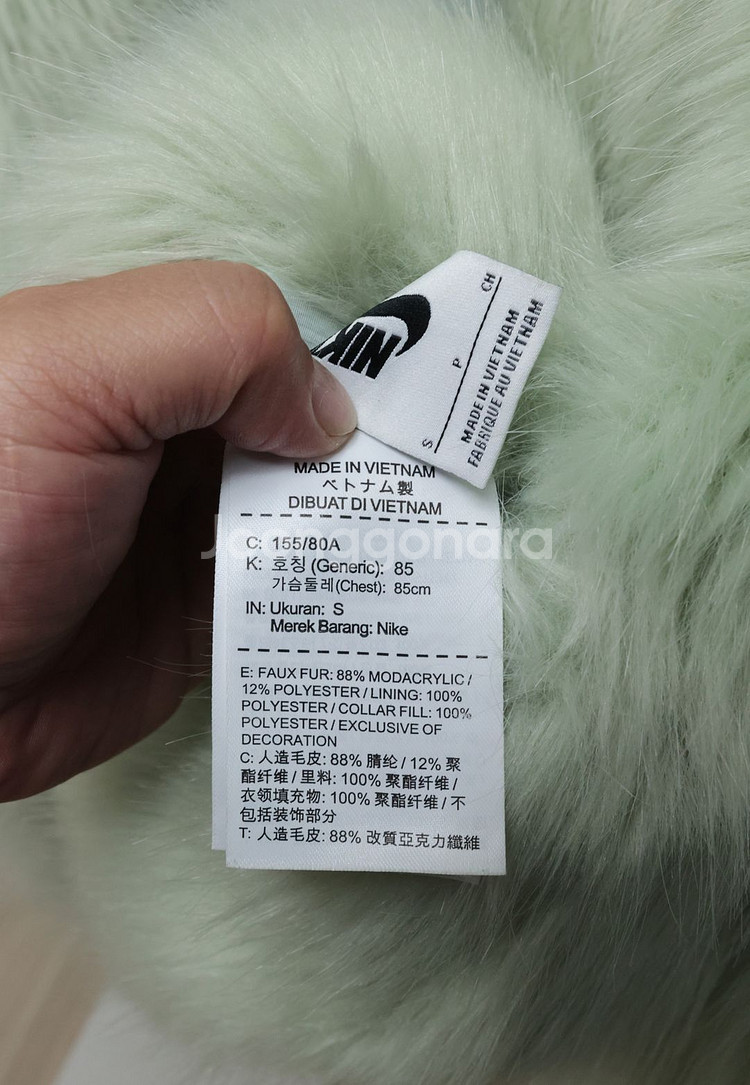 NIKE
CH
P
S
MADE IN VIETNAM
FABRIQUE AU VIETNAM
MADE IN VIETNAM
ベトナム製
DIBUAT DI VIETNAM
Joonggonara
C: 155/80A
K: 호칭 (Generic): 85
가슴둘레(Chest): 85cm
IN: Ukuran: S
Merek Barang: Nike
E: FAUX FUR: 88% MODACRYLIC /
12% POLYESTER / LINING: 100%
POLYESTER / COLLAR FILL: 100%
POLYESTER / EXCLUSIVE OF
DECORATION
C: 人造毛皮: 88% 腈纶 / 12% 聚
酯纤维 / 里料: 100% 聚酯纤维 /
衣领填充物: 100% 聚酯纤维 / 不
包括装饰部分
T: 人造毛皮: 88% 改質亞克力纖維